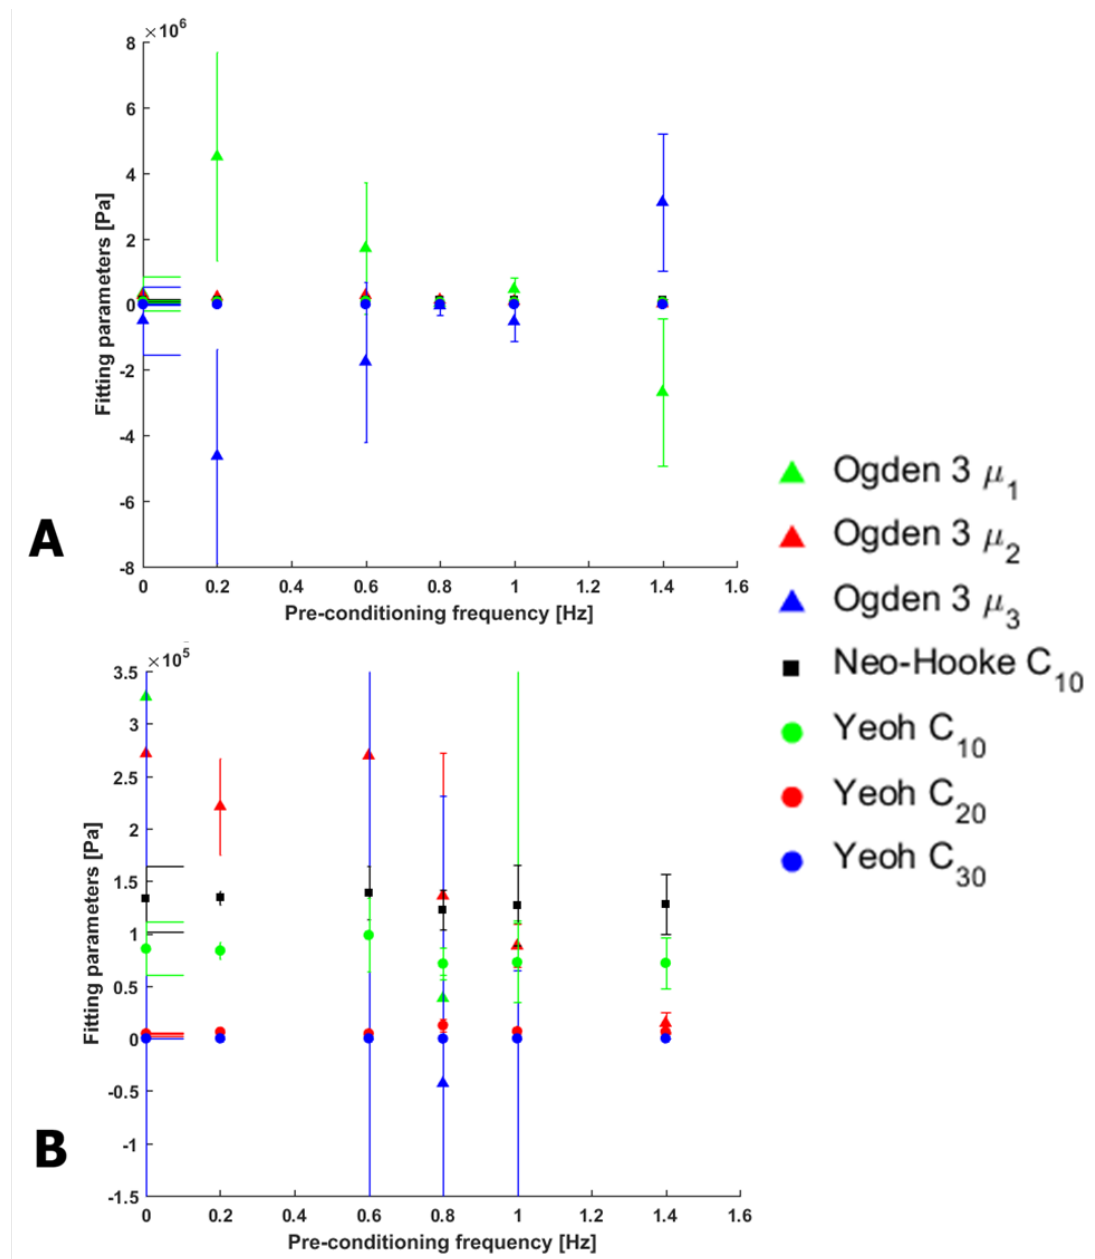 ×10⁶
8
6
4
2
0
-2
-4
-6
-8
0 0.2 0.4 0.6 0.8 1 1.2 1.4 1.6
Fitting parameters [Pa]
Pre-conditioning frequency [Hz]
A
Ogden 3 μ₁
Ogden 3 μ₂
Ogden 3 μ₃
Neo-Hooke C₁₀
Yeoh C₁₀
Yeoh C₂₀
Yeoh C₃₀
×10⁵
3.5
3
2.5
2
1.5
1
0.5
0
-0.5
-1
-1.5
0 0.2 0.4 0.6 0.8 1 1.2 1.4 1.6
Fitting parameters [Pa]
Pre-conditioning frequency [Hz]
B